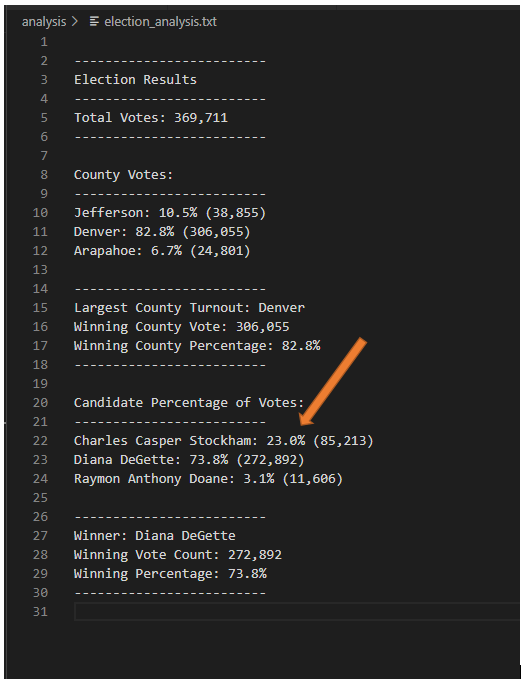 analysis > election_analysis.txt
1
2 -------------------------
3 Election Results
4 -------------------------
5 Total Votes: 369,711
6 -------------------------
7
8 County Votes:
9 -------------------------
10 Jefferson: 10.5% (38,855)
11 Denver: 82.8% (306,055)
12 Arapahoe: 6.7% (24,801)
13
14 -------------------------
15 Largest County Turnout: Denver
16 Winning County Vote: 306,055
17 Winning County Percentage: 82.8%
18 -------------------------
19
20 Candidate Percentage of Votes:
21 -------------------------
22 Charles Casper Stockham: 23.0% (85,213)
23 Diana DeGette: 73.8% (272,892)
24 Raymon Anthony Doane: 3.1% (11,606)
25
26 -------------------------
27 Winner: Diana DeGette
28 Winning Vote Count: 272,892
29 Winning Percentage: 73.8%
30 -------------------------
31